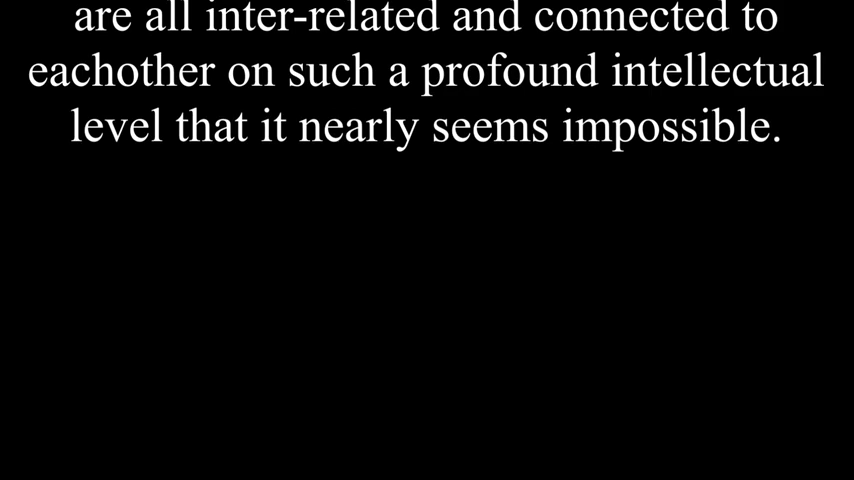 are all inter-related and connected to
eachother on such a profound intellectual
level that it nearly seems impossible.